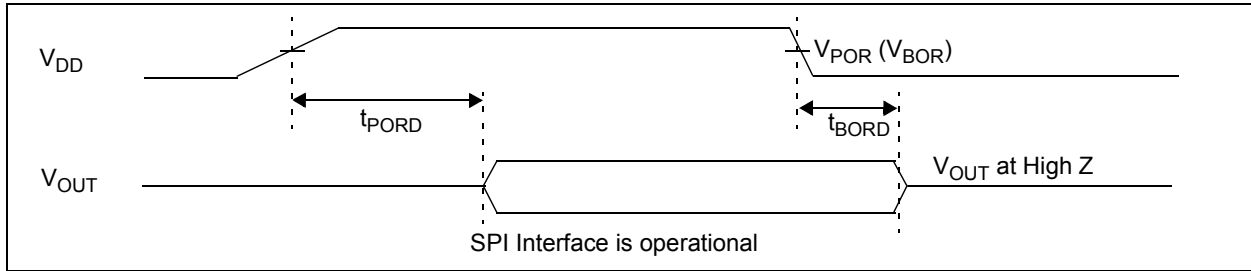 VDD
VPOR (VBOR)
tPORD
tBORD
VOUT
VOUT at High Z
SPI Interface is operational